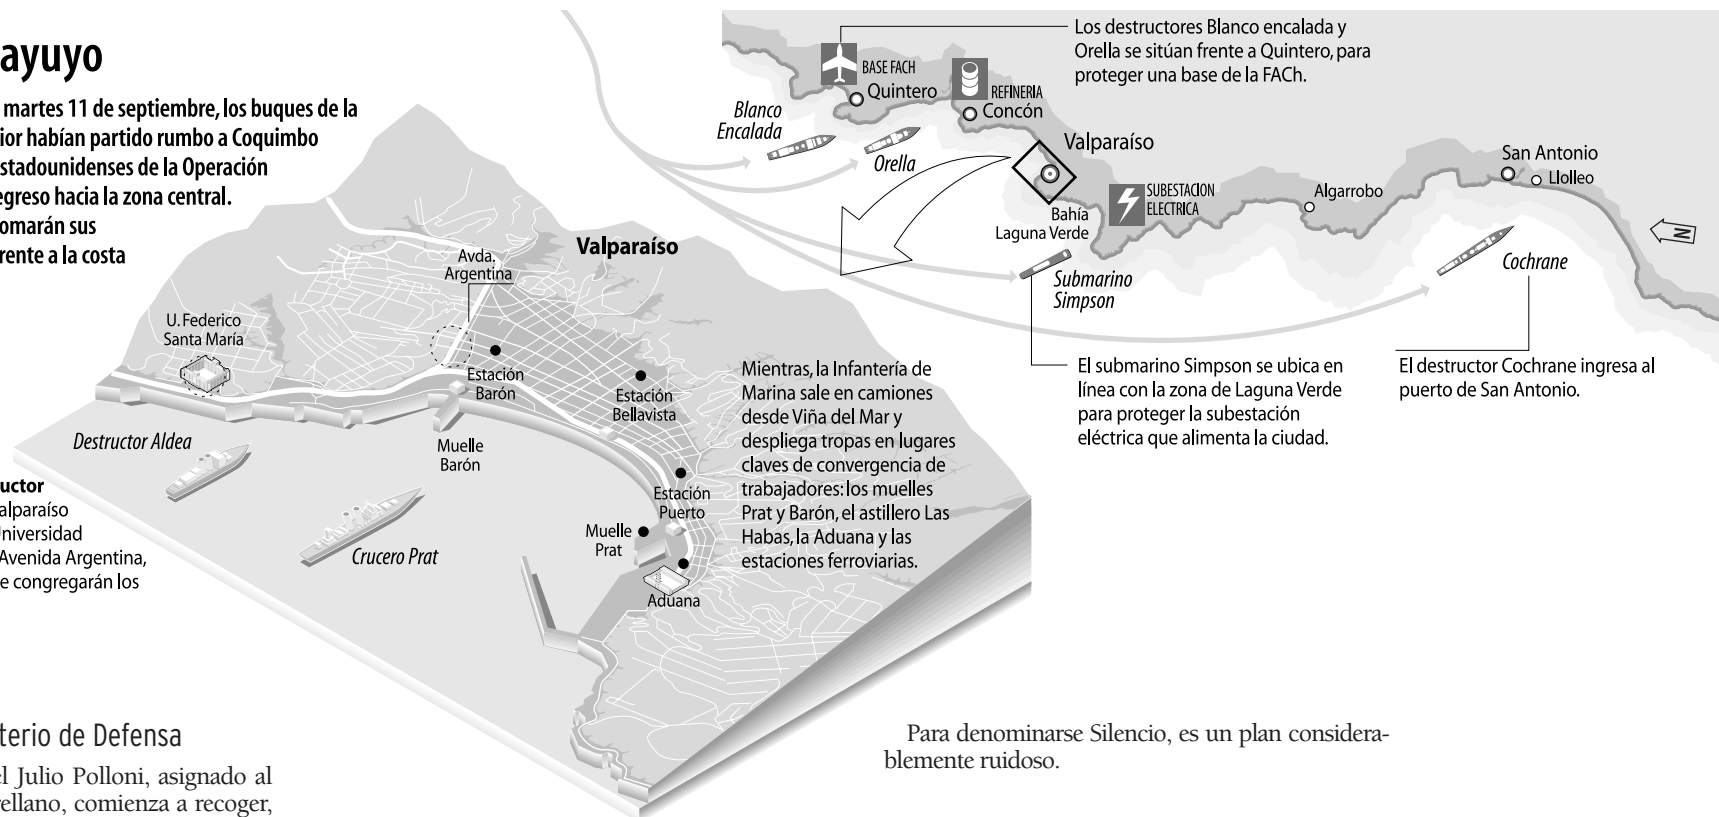 ayuyo
martes 11 de septiembre, los buques de la
ior habían partido rumbo a Coquimbo
stadounidenses de la Operación
egreso hacia la zona central.
omarán sus
rente a la costa
Los destructores Blanco encalada y
Orella se sitúan frente a Quintero, para
proteger una base de la FACh.
BASE FACH
Quintero
REFINERIA
Concón
Blanco
Encalada
Orella
Valparaíso
SUBESTACION
ELECTRICA
Bahía
Laguna Verde
Algarrobo
San Antonio
Llolleo
N
Submarino
Simpson
Cochrane
El submarino Simpson se ubica en
línea con la zona de Laguna Verde
para proteger la subestación
eléctrica que alimenta la ciudad.
El destructor Cochrane ingresa al
puerto de San Antonio.
Valparaíso
Avda.
Argentina
U. Federico
Santa María
Estación
Barón
Estación
Bellavista
Muelle
Barón
Destructor Aldea
Crucero Prat
Estación
Puerto
Muelle
Prat
Aduana
Mientras, la Infantería de
Marina sale en camiones
desde Viña del Mar y
despliega tropas en lugares
claves de convergencia de
trabajadores: los muelles
Prat y Barón, el astillero Las
Habas, la Aduana y las
estaciones ferroviarias.
uctor
alparaíso
Universidad
Avenida Argentina,
e congregarán los
terio de Defensa
el Julio Polloni, asignado al
rellano, comienza a recoger,
Para denominarse Silencio, es un plan considera-
blemente ruidoso.